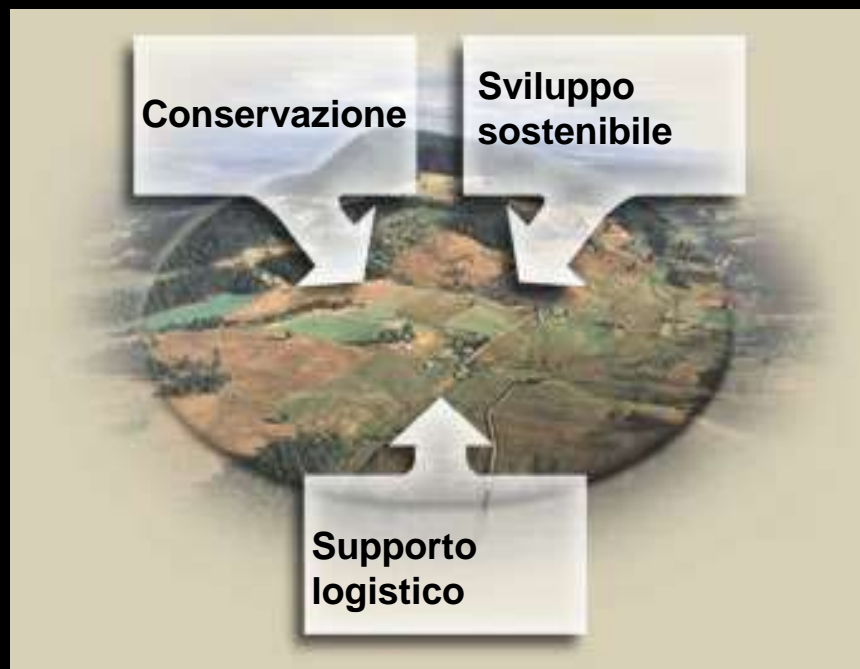 Conservazione
Sviluppo
sostenibile
Supporto
logistico